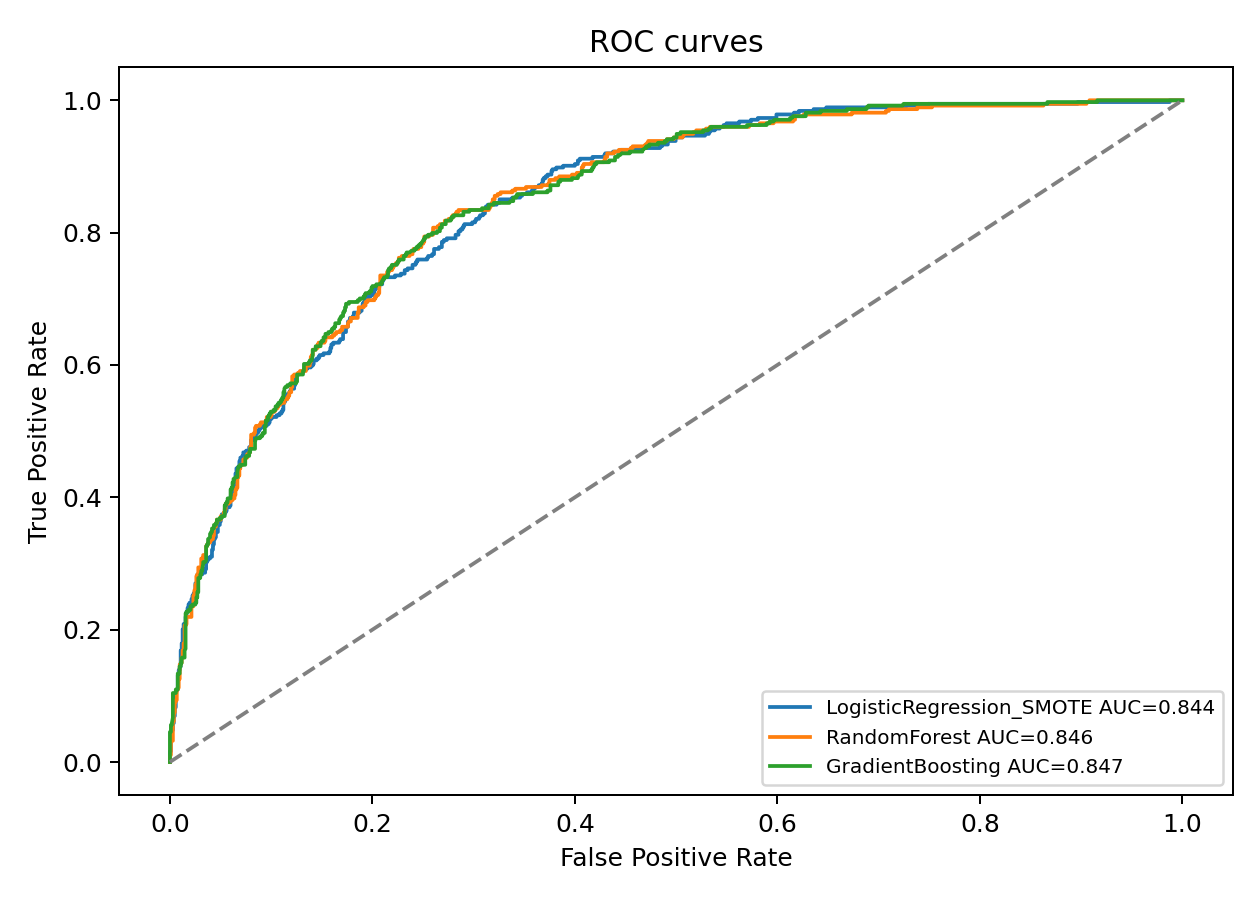 ROC curves
True Positive Rate
1.0
0.8
0.6
0.4
0.2
0.0
LogisticRegression_SMOTE AUC=0.844
RandomForest AUC=0.846
GradientBoosting AUC=0.847
0.0 0.2 0.4 0.6 0.8 1.0
False Positive Rate